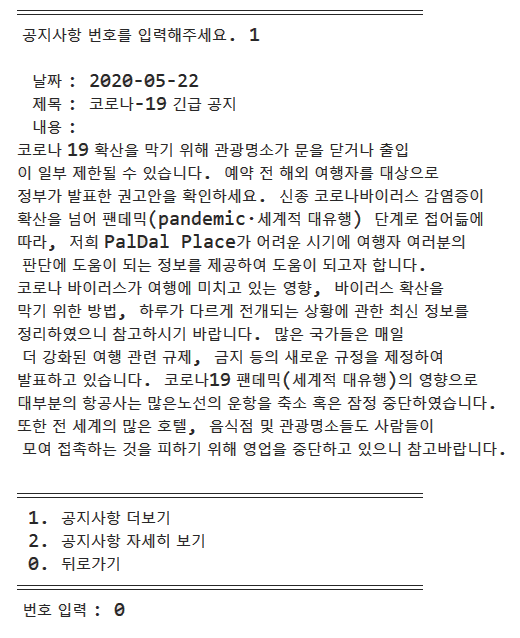 공지사항 번호를 입력해주세요. 1
날짜 : 2020-05-22
제목 : 코로나-19 긴급 공지
내용 :
코로나 19 확산을 막기 위해 관광명소가 문을 닫거나 출입
이 일부 제한될 수 있습니다. 예약 전 해외 여행자를 대상으로
정부가 발표한 권고안을 확인하세요. 신종 코로나바이러스 감염증이
확산을 넘어 팬데믹(pandemic·세계적 대유행) 단계로 접어듦에
따라, 저희 PalDal Place가 어려운 시기에 여행자 여러분의
판단에 도움이 되는 정보를 제공하여 도움이 되고자 합니다.
코로나 바이러스가 여행에 미치고 있는 영향, 바이러스 확산을
막기 위한 방법, 하루가 다르게 전개되는 상황에 관한 최신 정보를
정리하였으니 참고하시기 바랍니다. 많은 국가들은 매일
더 강화된 여행 관련 규제, 금지 등의 새로운 규정을 제정하여
발표하고 있습니다. 코로나19 팬데믹(세계적 대유행)의 영향으로
대부분의 항공사는 많은노선의 운항을 축소 혹은 잠정 중단하였습니다.
또한 전 세계의 많은 호텔, 음식점 및 관광명소들도 사람들이
모여 접촉하는 것을 피하기 위해 영업을 중단하고 있으니 참고바랍니다.
1. 공지사항 더보기
2. 공지사항 자세히 보기
0. 뒤로가기
번호 입력 : 0